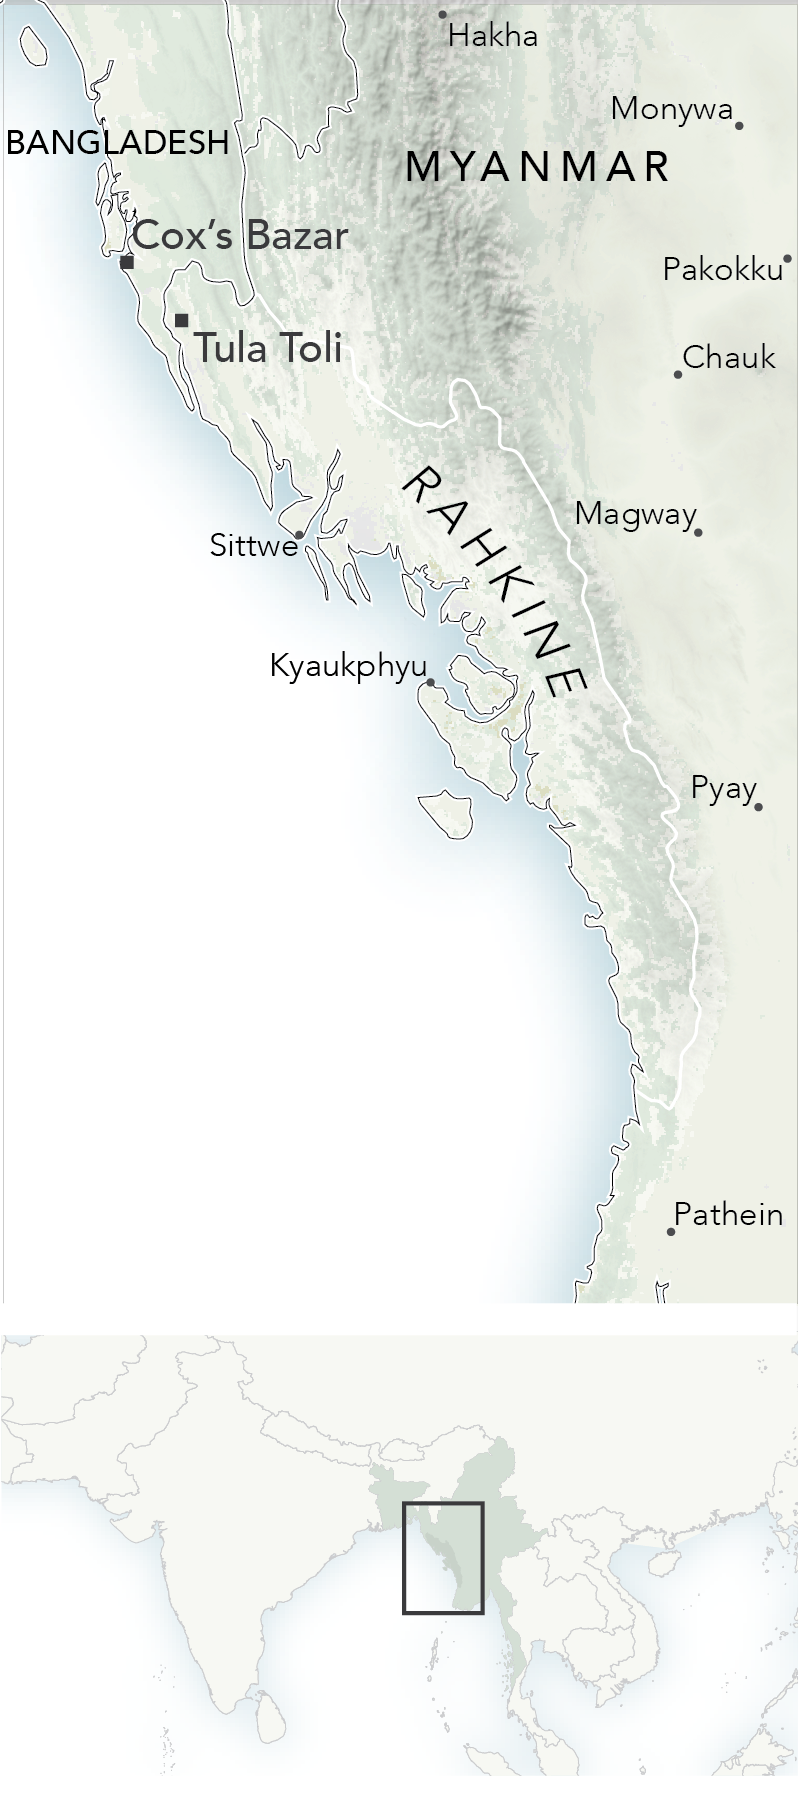 Hakha
Monywa
BANGLADESH
MYANMAR
Cox’s Bazar
Pakokku
Tula Toli
Chauk
RAHKINE
Magway
Sittwe
Kyaukphyu
Pyay
Pathein